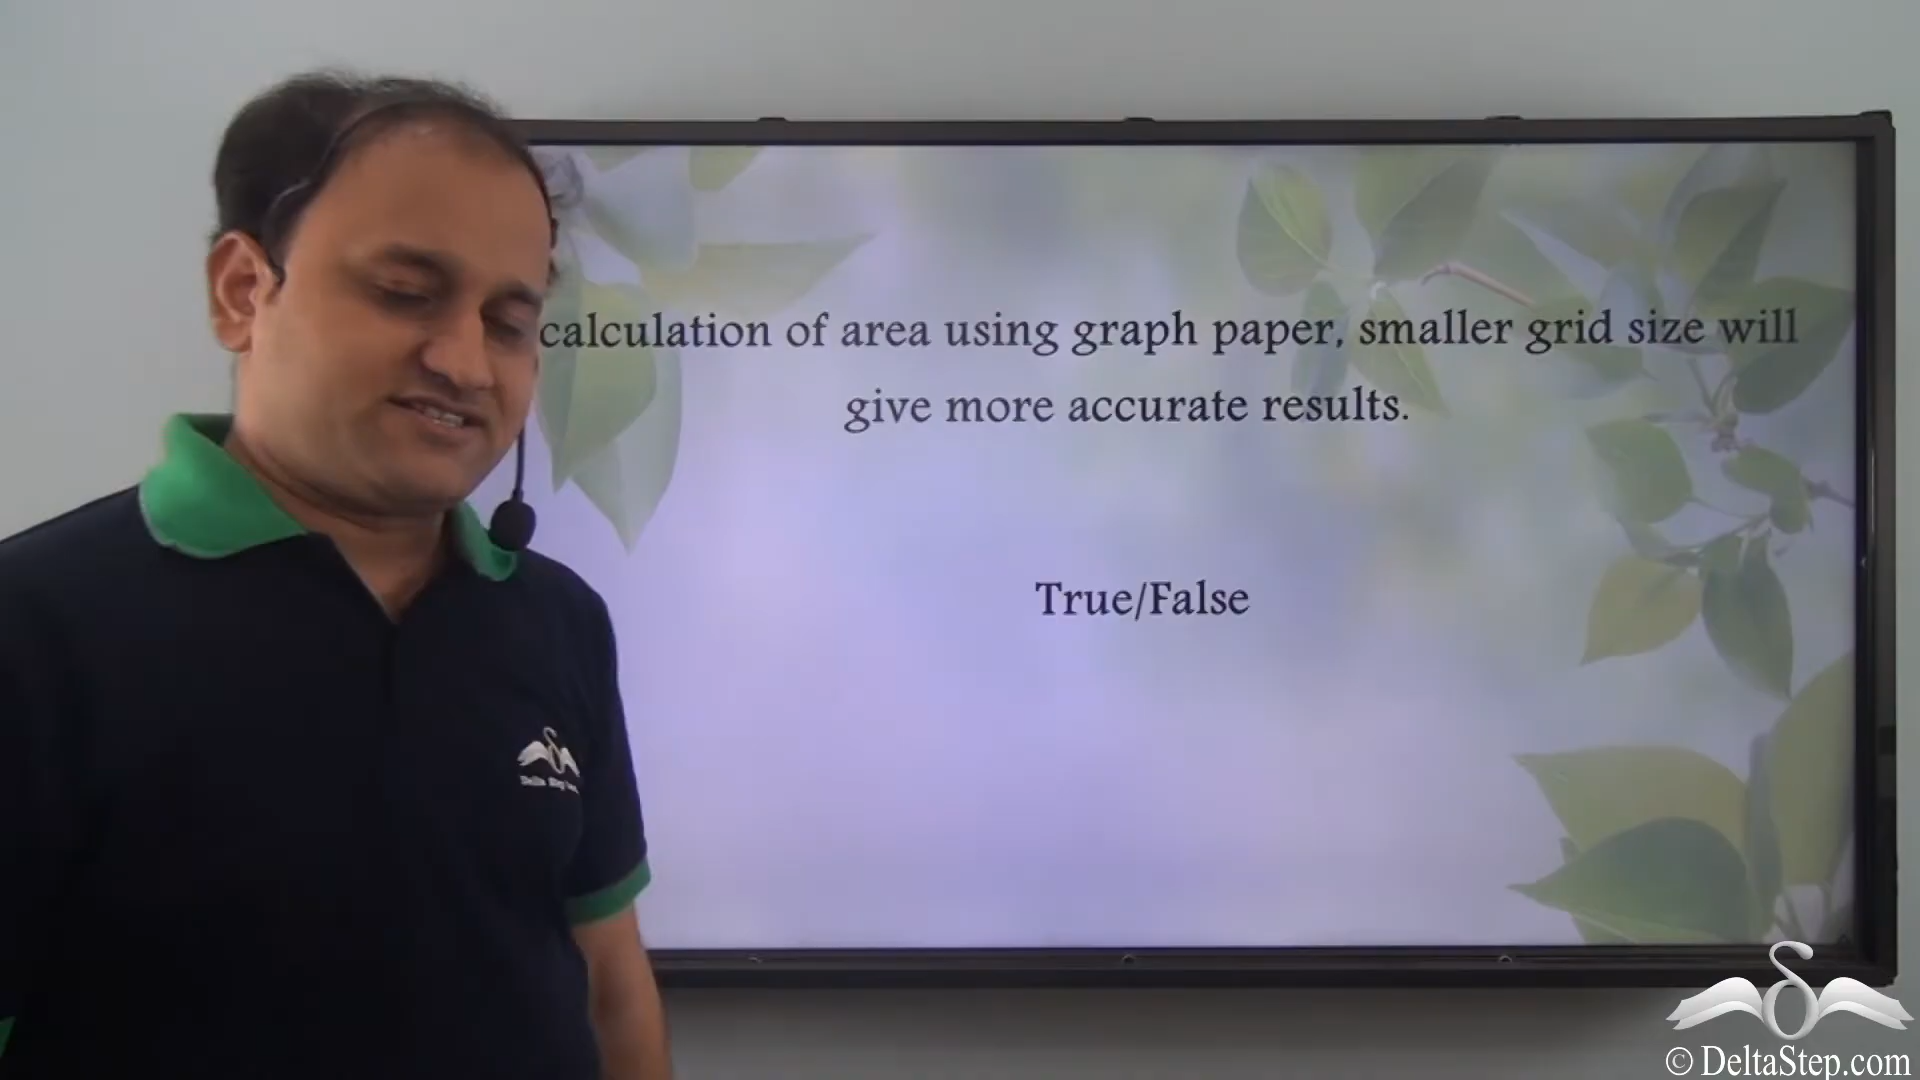 calculation of area using graph paper, smaller grid size will
give more accurate results.
True/False
© DeltaStep.com